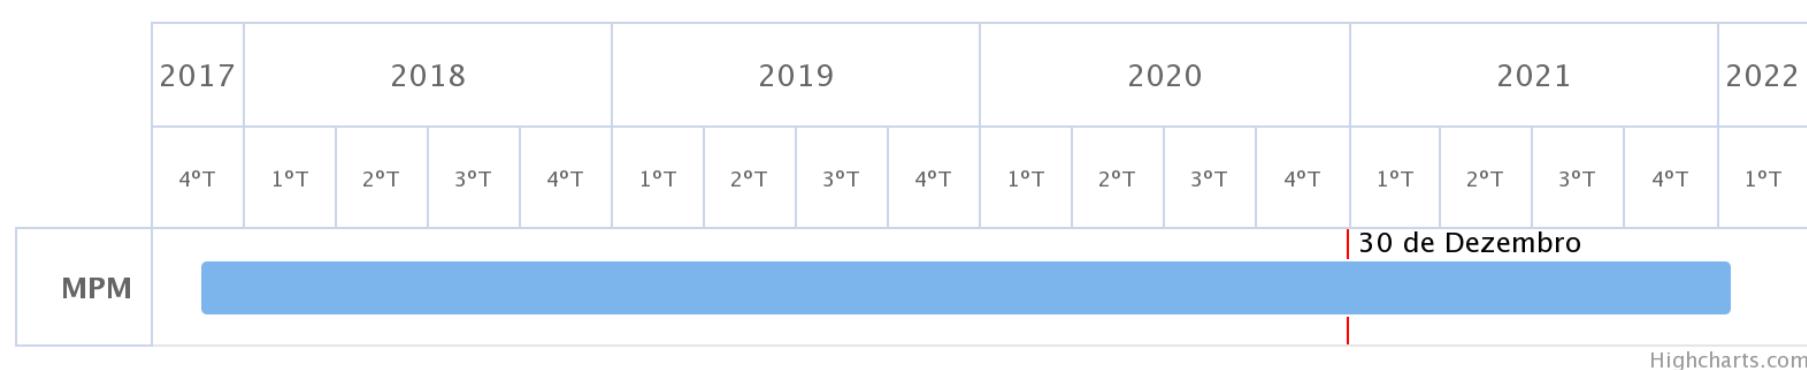 2017 2018 2019 2020 2021 2022
4ºT 1ºT 2ºT 3ºT 4ºT 1ºT 2ºT 3ºT 4ºT 1ºT 2ºT 3ºT 4ºT 1ºT 2ºT 3ºT 4ºT 1ºT
30 de Dezembro
MPM
Highcharts.com